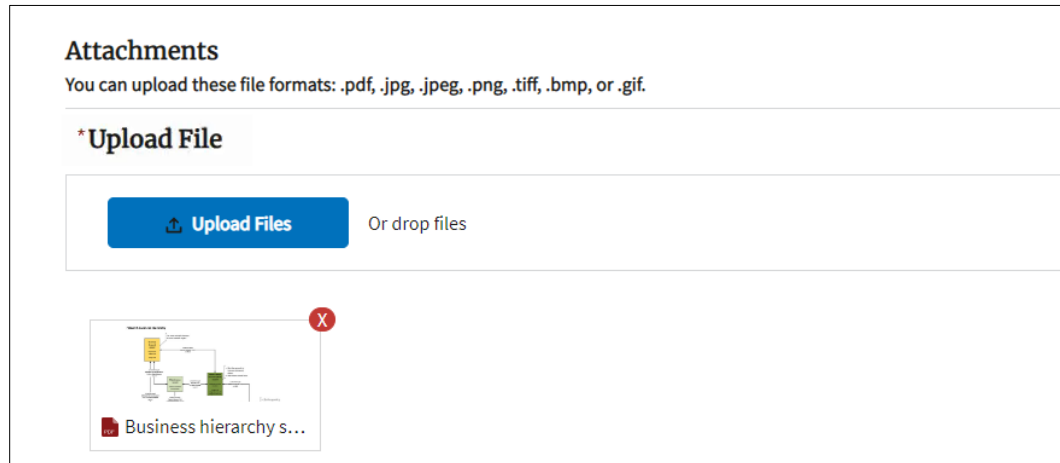 Attachments
You can upload these file formats: .pdf, .jpg, .jpeg, .png, .tiff, .bmp, or .gif.
*Upload File
Upload Files
Or drop files
X
PDF
Business hierarchy s...